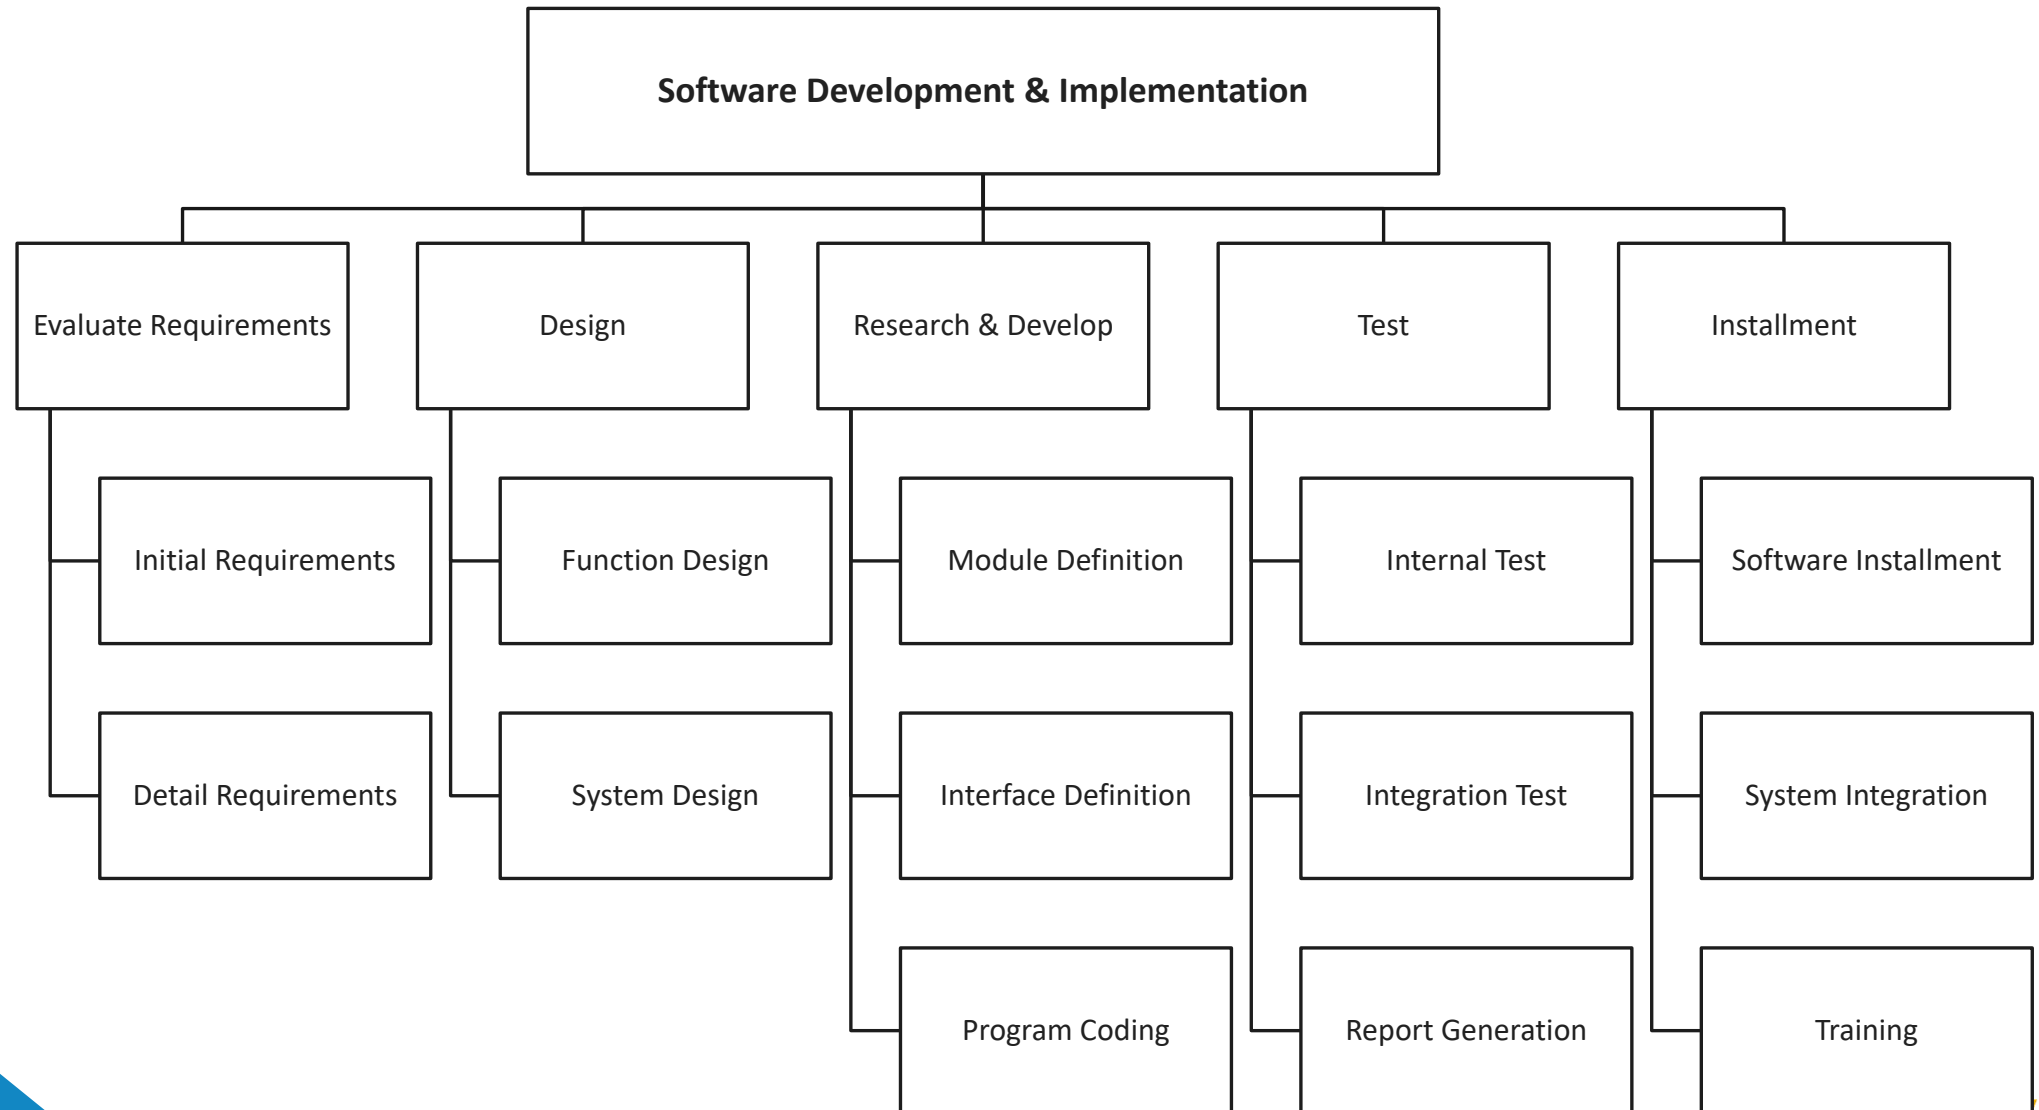 Software Development & Implementation
Evaluate Requirements
Design
Research & Develop
Test
Installment
Initial Requirements
Function Design
Module Definition
Internal Test
Software Installment
Detail Requirements
System Design
Interface Definition
Integration Test
System Integration
Program Coding
Report Generation
Training